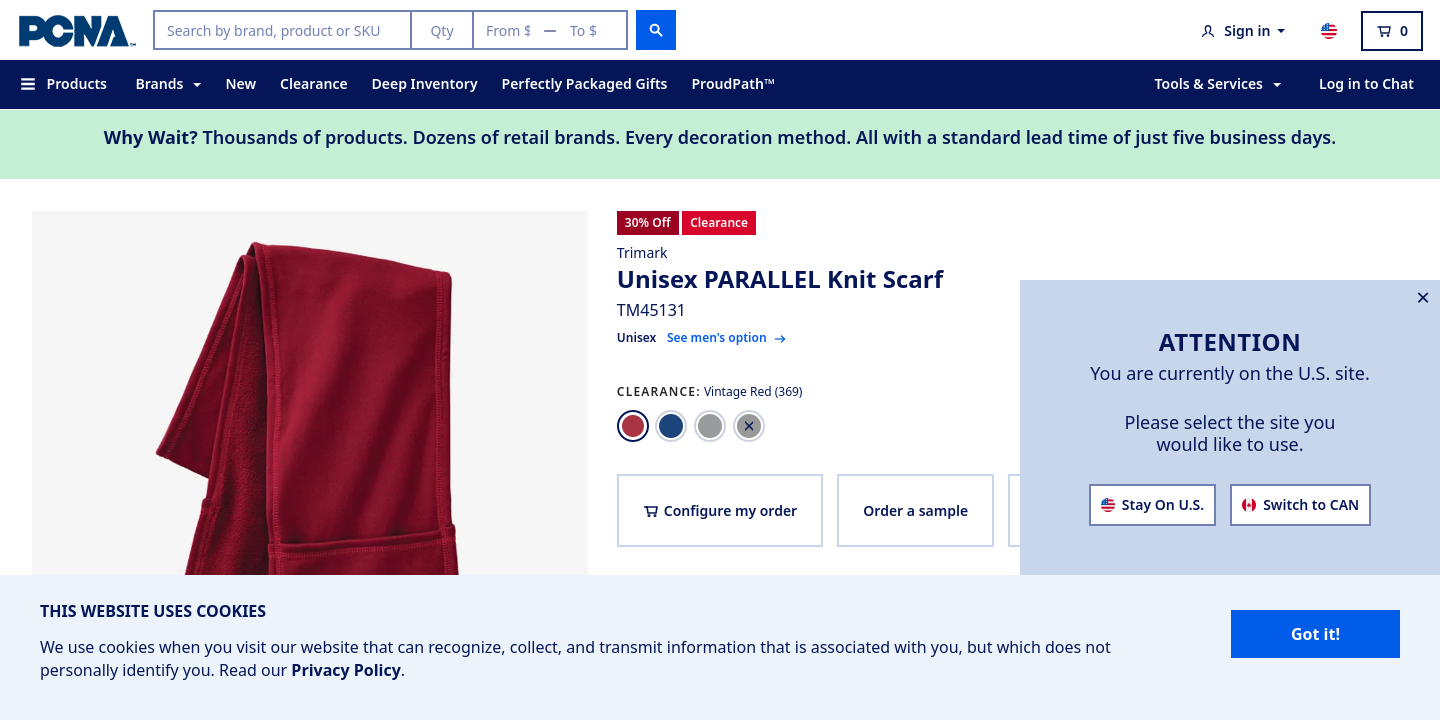 PCNA™
Search by brand, product or SKU
Qty
From $ — To $
Sign in
0
Products
Brands
New
Clearance
Deep Inventory
Perfectly Packaged Gifts
ProudPath™
Tools & Services
Log in to Chat
Why Wait? Thousands of products. Dozens of retail brands. Every decoration method. All with a standard lead time of just five business days.
30% Off
Clearance
Trimark
Unisex PARALLEL Knit Scarf
TM45131
Unisex See men's option →
CLEARANCE: Vintage Red (369)
Configure my order
Order a sample
ATTENTION
You are currently on the U.S. site.
Please select the site you
would like to use.
Stay On U.S.
Switch to CAN
THIS WEBSITE USES COOKIES
We use cookies when you visit our website that can recognize, collect, and transmit information that is associated with you, but which does not
personally identify you. Read our Privacy Policy.
Got it!